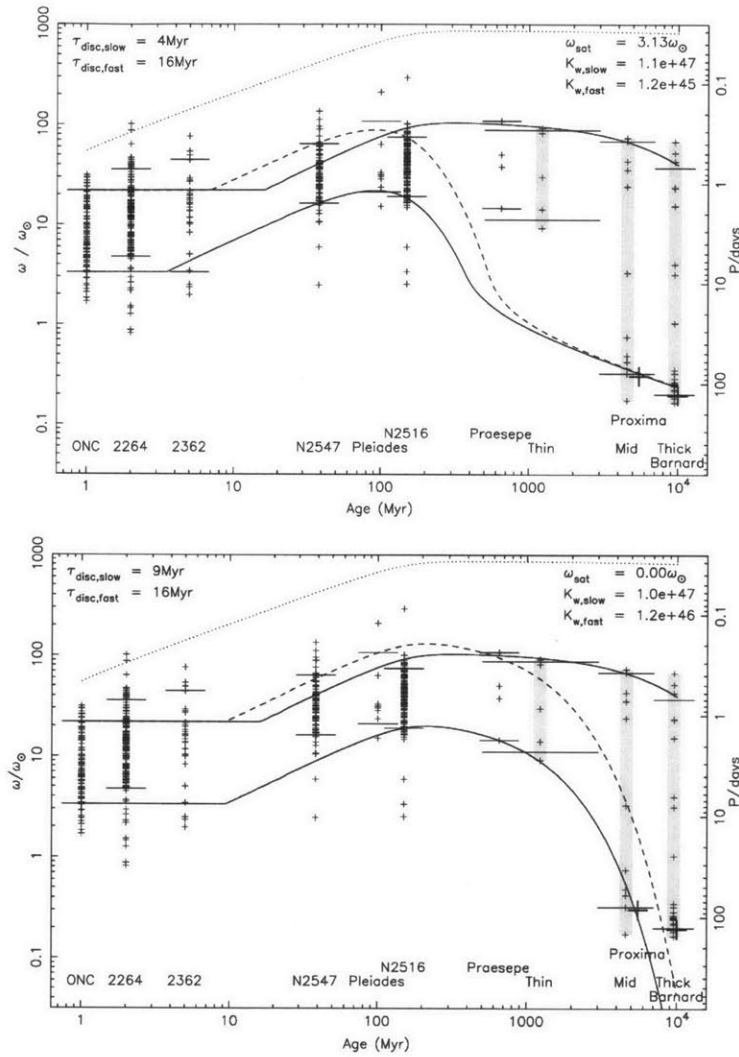 1000
τdisc,slow = 4Myr
τdisc,fast = 16Myr
ωsat = 3.13ω⊙
Kw,slow = 1.1e+47
Kw,fast = 1.2e+45
0.1
100
1
10
10
1
100
0.1
ω / ω⊙
P/days
N2516
Praesepe
Proxima
ONC 2264 2362 N2547 Pleiades Thin Mid Thick
Barnard
1 10 100 1000 10⁴
Age (Myr)
1000
τdisc,slow = 9Myr
τdisc,fast = 16Myr
ωsat = 0.00ω⊙
Kw,slow = 1.0e+47
Kw,fast = 1.2e+46
0.1
100
1
10
10
1
100
0.1
ω/ω⊙
P/days
N2516
Praesepe
Proxima
ONC 2264 2362 N2547 Pleiades Thin Mid Thick
Barnard
1 10 100 1000 10⁴
Age (Myr)